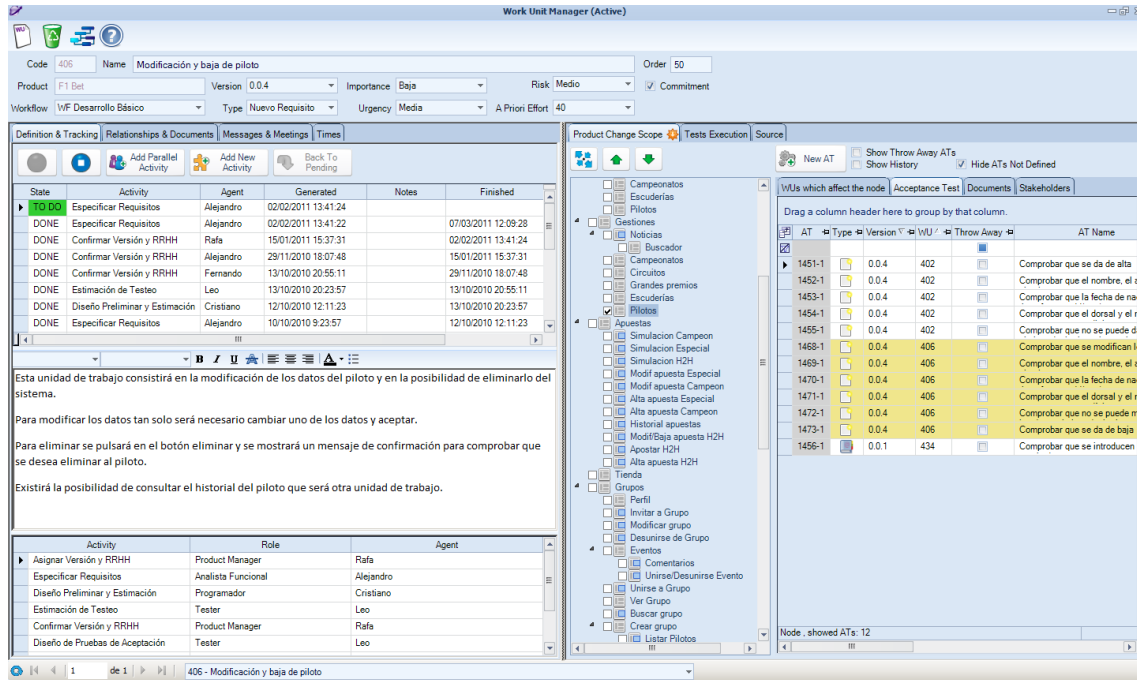 Work Unit Manager (Active)
WU
Code 406 Name Modificación y baja de piloto Order 50
Product F1 Bet Version 0.0.4 Importance Baja Risk Medio Commitment
Workflow WF Desarrollo Básico Type Nuevo Requisito Urgency Media A Priori Effort 40
Definition & Tracking Relationships & Documents Messages & Meetings Times
Add Parallel Activity Add New Activity Back To Pending
State Activity Agent Generated Notes Finished
TO DO Especificar Requisitos Alejandro 02/02/2011 13:41:24
DONE Especificar Requisitos Alejandro 02/02/2011 13:41:22 07/03/2011 12:09:28
DONE Confirmar Versión y RRHH Rafa 15/01/2011 15:37:31 02/02/2011 13:41:24
DONE Confirmar Versión y RRHH Alejandro 29/11/2010 18:07:48 15/01/2011 15:37:31
DONE Confirmar Versión y RRHH Fernando 13/10/2010 20:55:11 29/11/2010 18:07:48
DONE Estimación de Testeo Leo 13/10/2010 20:23:57 13/10/2010 20:55:11
DONE Diseño Preliminar y Estimación Cristiano 12/10/2010 12:11:23 13/10/2010 20:23:57
DONE Especificar Requisitos Alejandro 10/10/2010 9:23:57 12/10/2010 12:11:23
B I U A
Esta unidad de trabajo consistirá en la modificación de los datos del piloto y en la posibilidad de eliminarlo del
sistema.
Para modificar los datos tan solo será necesario cambiar uno de los datos y aceptar.
Para eliminar se pulsará en el botón eliminar y se mostrará un mensaje de confirmación para comprobar que
se desea eliminar al piloto.
Existirá la posibilidad de consultar el historial del piloto que será otra unidad de trabajo.
Activity Role Agent
Asignar Versión y RRHH Product Manager Rafa
Especificar Requisitos Analista Funcional Alejandro
Diseño Preliminar y Estimación Programador Cristiano
Estimación de Testeo Tester Leo
Confirmar Versión y RRHH Product Manager Rafa
Diseño de Pruebas de Aceptación Tester Leo
Product Change Scope Tests Execution Source
Campeonatos
Escuderías
Pilotos
Gestiones
Noticias
Buscador
Campeonatos
Circuitos
Grandes premios
Escuderías
Pilotos
Apuestas
Simulacion Campeon
Simulacion Especial
Simulacion H2H
Modif apuesta Especial
Modif apuesta Campeon
Alta apuesta Especial
Alta apuesta Campeon
Historial apuestas
Modif/Baja apuesta H2H
Apostar H2H
Alta apuesta H2H
Tienda
Grupos
Perfil
Invitar a Grupo
Modificar grupo
Desunirse de Grupo
Eventos
Comentarios
Unirse/Desunirse Evento
Unirse a Grupo
Ver Grupo
Buscar grupo
Crear grupo
Listar Pilotos
New AT Show Throw Away ATs
Show History Hide ATs Not Defined
WUs which affect the node Acceptance Test Documents Stakeholders
Drag a column header here to group by that column.
AT Type Version WU Throw Away AT Name
1451-1 0.0.4 402 Comprobar que se da de alta
1452-1 0.0.4 402 Comprobar que el nombre, el a
1453-1 0.0.4 402 Comprobar que la fecha de na
1454-1 0.0.4 402 Comprobar que el dorsal y el
1455-1 0.0.4 402 Comprobar que no se puede d
1468-1 0.0.4 406 Comprobar que se modifican l
1469-1 0.0.4 406 Comprobar que el nombre, el a
1470-1 0.0.4 406 Comprobar que la fecha de na
1471-1 0.0.4 406 Comprobar que el dorsal y el
1472-1 0.0.4 406 Comprobar que no se puede m
1473-1 0.0.4 406 Comprobar que se da de baja
1456-1 0.0.1 434 Comprobar que se introducen
Node , showed ATs: 12
1 de 1 406 - Modificación y baja de piloto